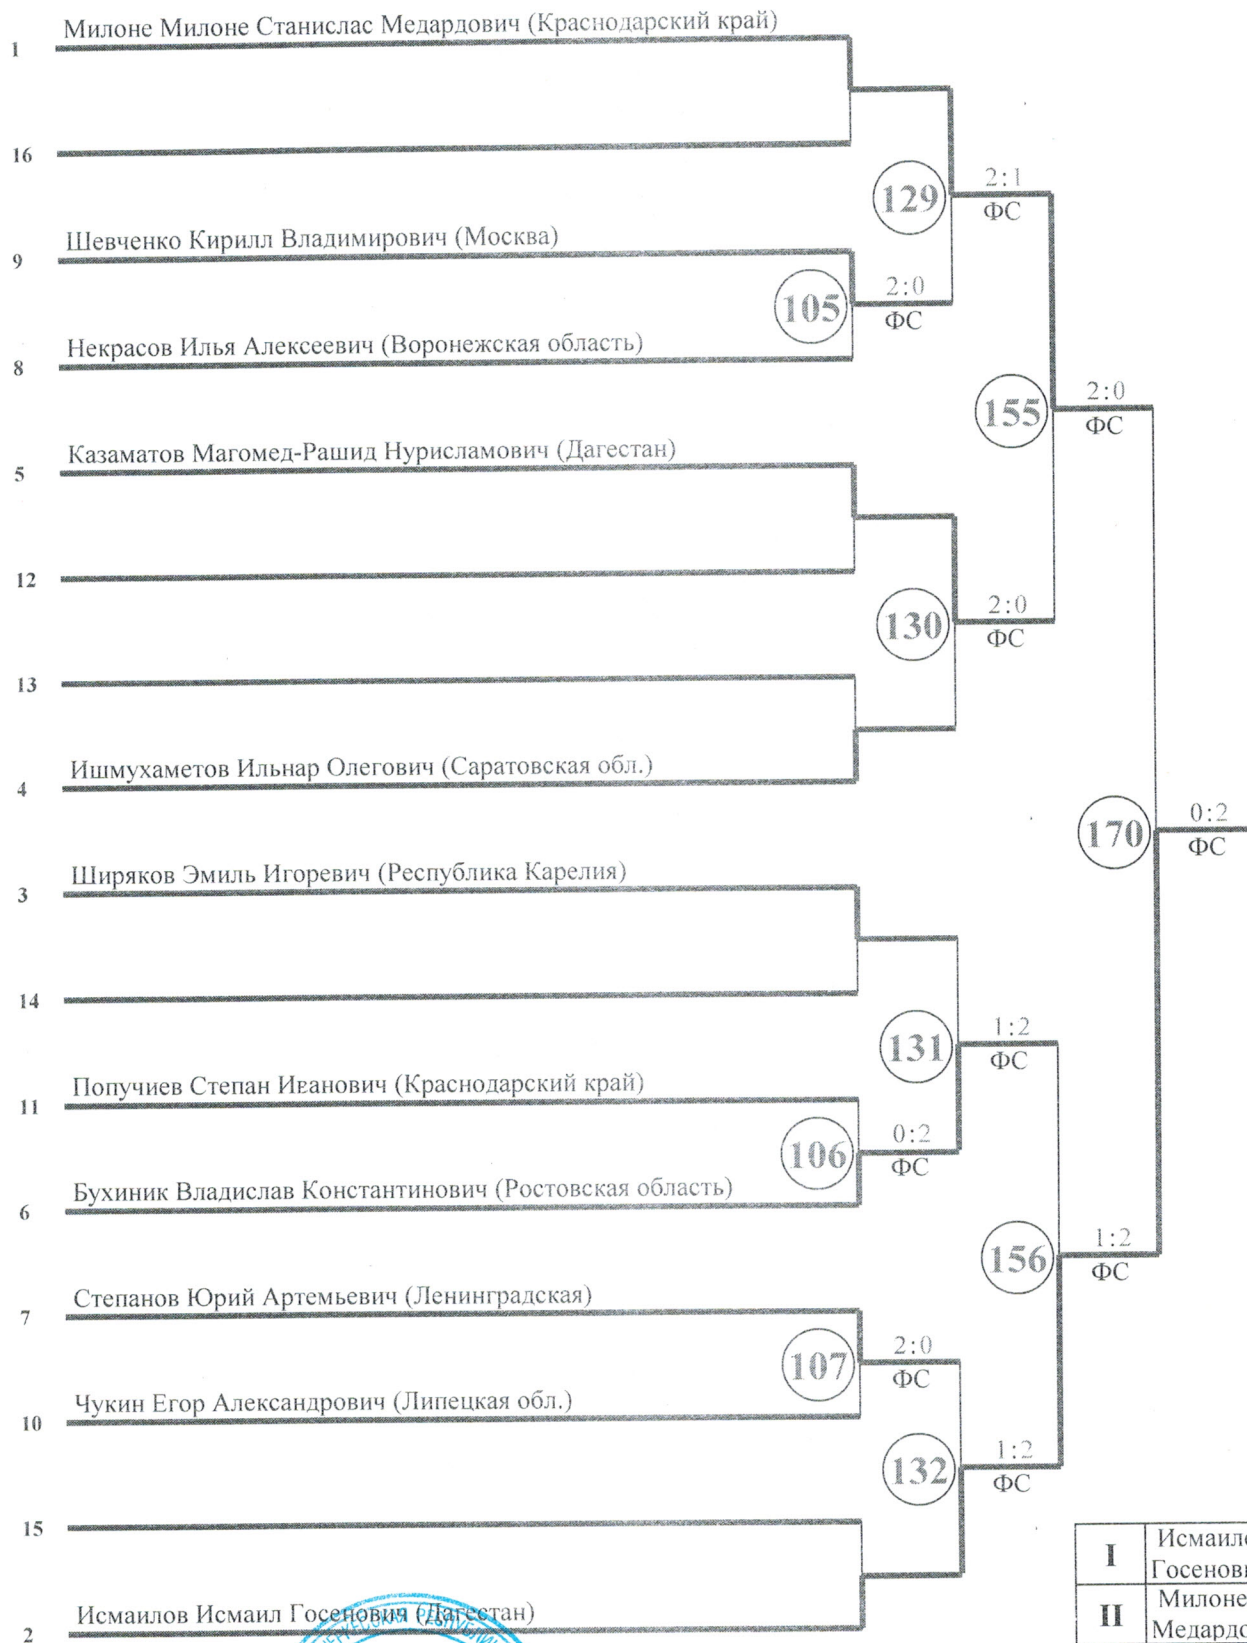 Милоне Милоне Станислас Медардович (Краснодарский край)
1
16
129
2:1
ФС
Шевченко Кирилл Владимирович (Москва)
9
105
2:0
ФС
Некрасов Илья Алексеевич (Воронежская область)
8
155
2:0
ФС
Казаматов Магомед-Рашид Нурисламович (Дагестан)
5
12
130
2:0
ФС
13
Ишмухаметов Ильнар Олегович (Саратовская обл.)
4
170
0:2
ФС
Ширяков Эмиль Игоревич (Республика Карелия)
3
14
131
1:2
ФС
Попучиев Степан Иванович (Краснодарский край)
11
106
0:2
ФС
Бухиник Владислав Константинович (Ростовская область)
6
156
1:2
ФС
Степанов Юрий Артемьевич (Ленинградская)
7
107
2:0
ФС
Чукин Егор Александрович (Липецкая обл.)
10
132
1:2
ФС
15
Исмаилов Исмаил Госенович (Дагестан)
2
I
II
Милоне